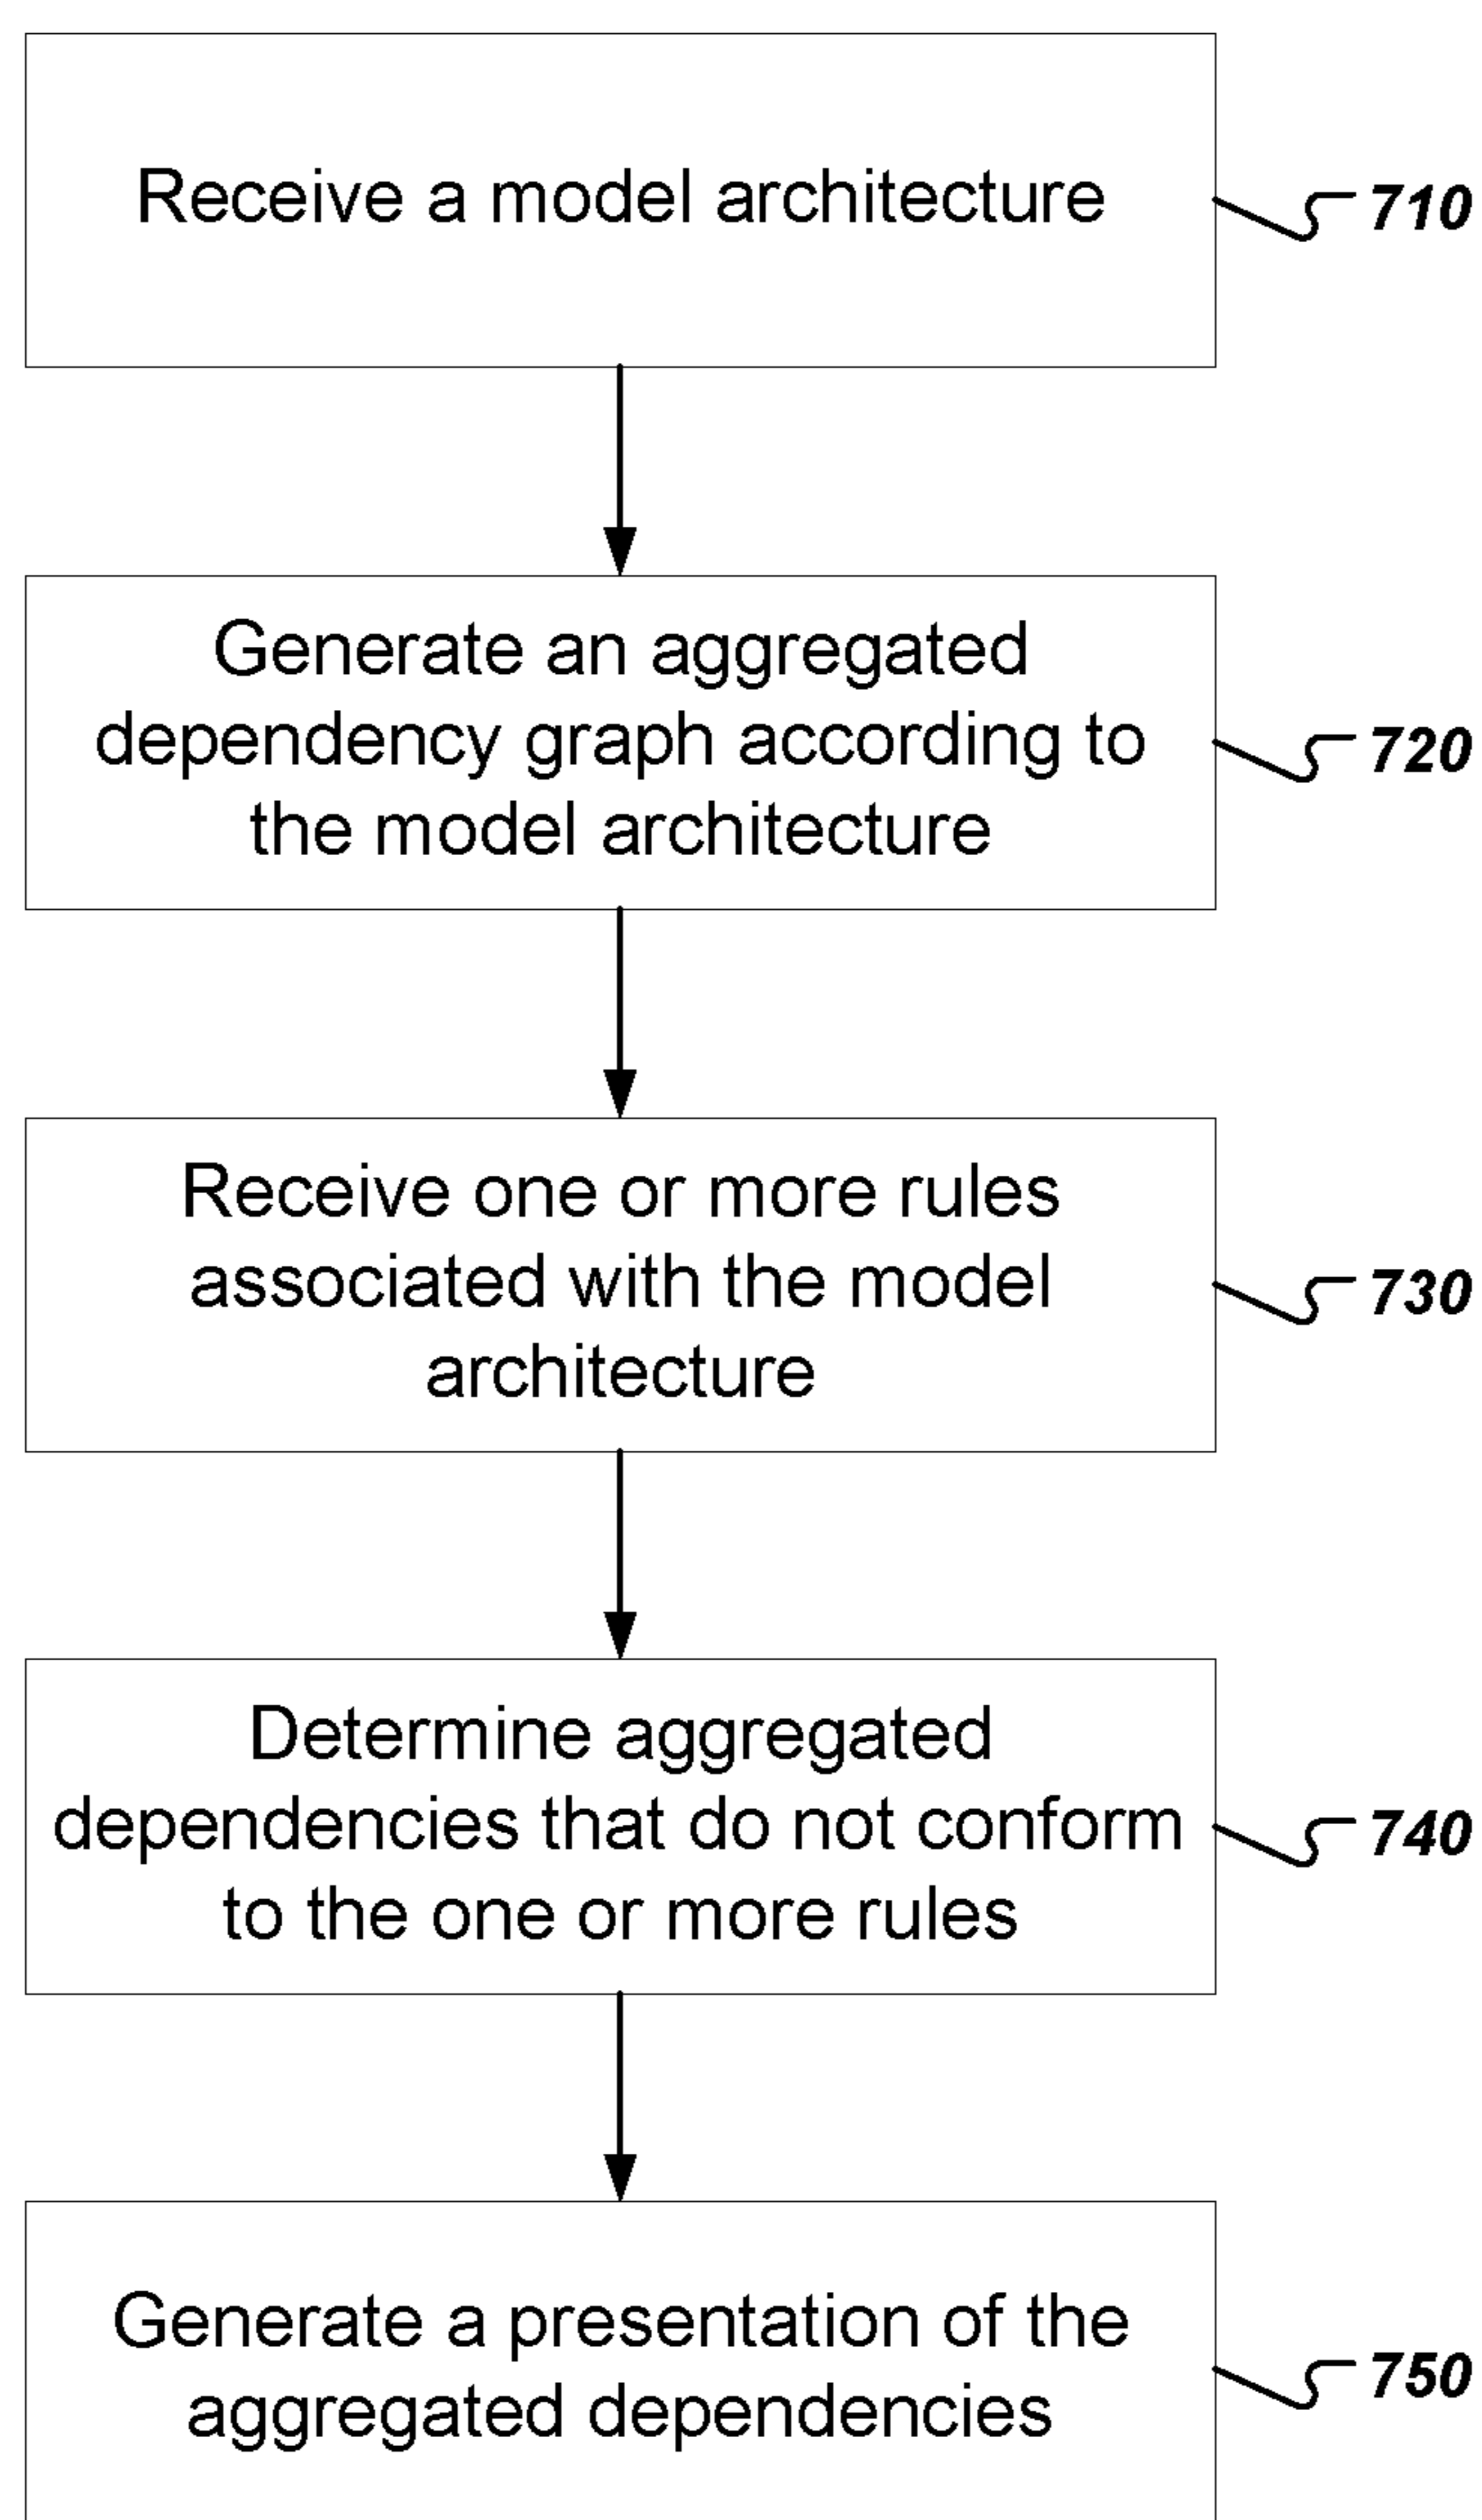 Receive a model architecture
710
Generate an aggregated
dependency graph according to
the model architecture
720
Receive one or more rules
associated with the model
architecture
730
Determine aggregated
dependencies that do not conform
to the one or more rules
740
Generate a presentation of the
aggregated dependencies
750